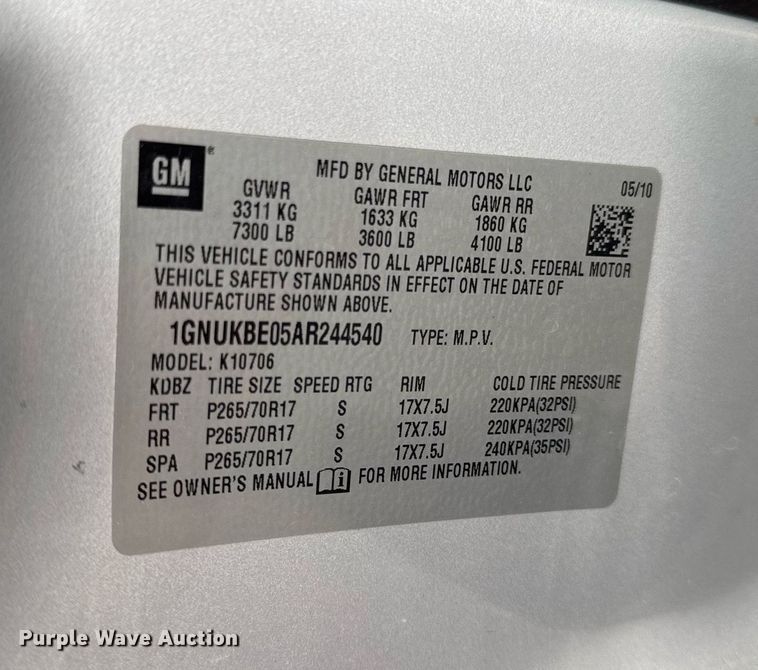 GM®
MFD BY GENERAL MOTORS LLC 05/10
GVWR GAWR FRT GAWR RR
3311 KG 1633 KG 1860 KG
7300 LB 3600 LB 4100 LB
THIS VEHICLE CONFORMS TO ALL APPLICABLE U.S. FEDERAL MOTOR
VEHICLE SAFETY STANDARDS IN EFFECT ON THE DATE OF
MANUFACTURE SHOWN ABOVE.
1GNUKBE05AR244540 TYPE: M.P.V.
MODEL: K10706
KDBZ TIRE SIZE SPEED RTG RIM COLD TIRE PRESSURE
FRT P265/70R17 S 17X7.5J 220KPA(32PSI)
RR P265/70R17 S 17X7.5J 220KPA(32PSI)
SPA P265/70R17 S 17X7.5J 240KPA(35PSI)
SEE OWNER'S MANUAL i FOR MORE INFORMATION.
Purple Wave Auction